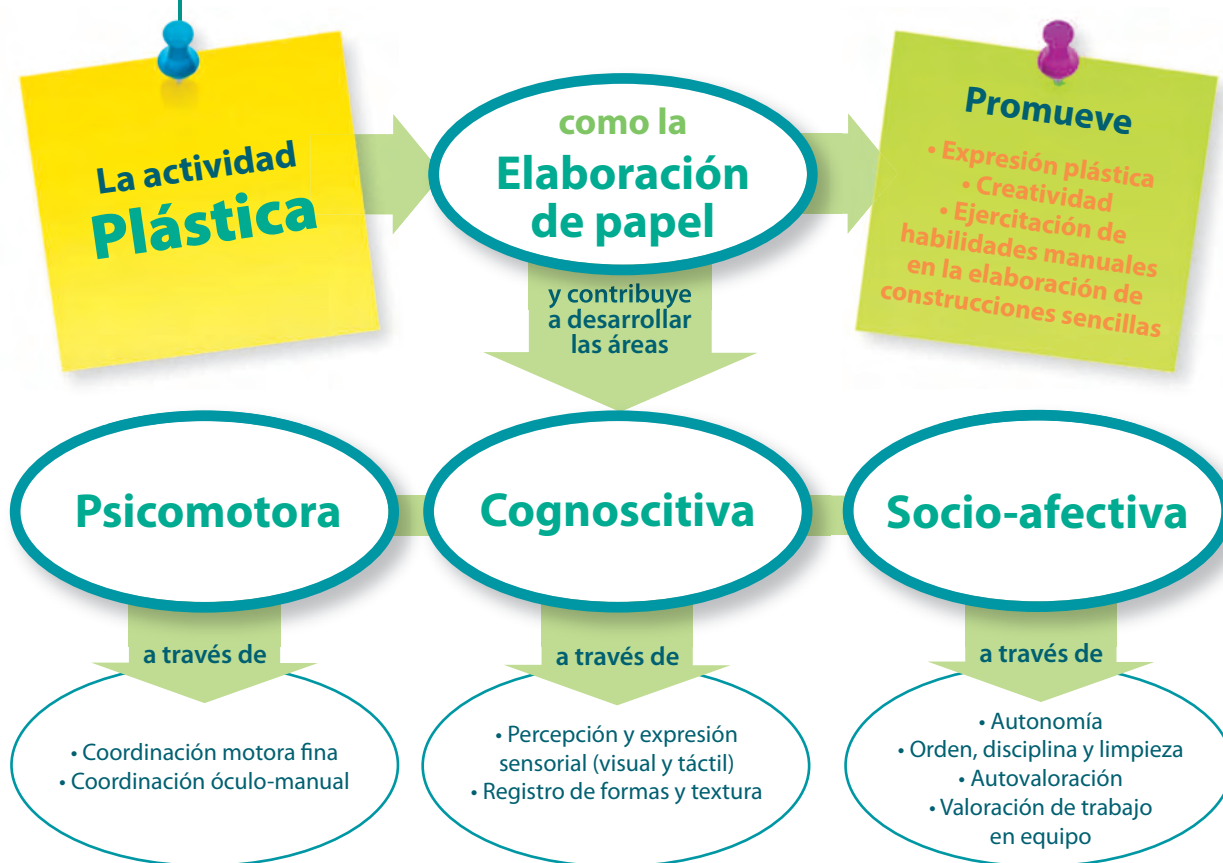 La actividad
Plástica
como la
Elaboración
de papel
Promueve
• Expresión plástica
• Creatividad
• Ejercitación de
habilidades manuales
en la elaboración de
construcciones sencillas
y contribuye
a desarrollar
las áreas
Psicomotora
Cognoscitiva
Socio-afectiva
a través de
a través de
a través de
• Coordinación motora fina
• Coordinación óculo-manual
• Percepción y expresión
sensorial (visual y táctil)
• Registro de formas y textura
• Autonomía
• Orden, disciplina y limpieza
• Autovaloración
• Valoración de trabajo
en equipo